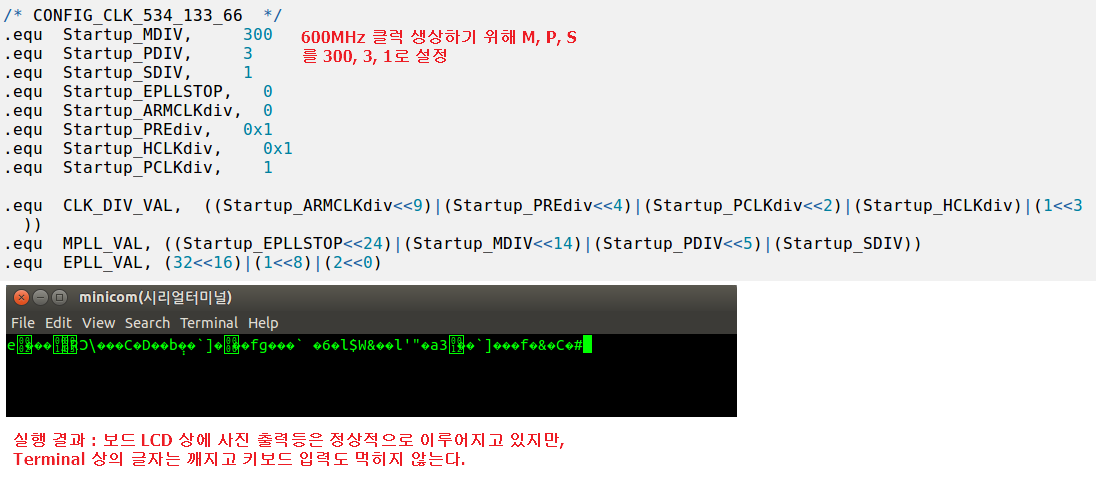 /* CONFIG_CLK_534_133_66  */
.equ  Startup_MDIV,     300
600MHz 클럭 생상하기 위해 M, P, S
.equ  Startup_PDIV,     3
를 300, 3, 1로 설정
.equ  Startup_SDIV,     1
.equ  Startup_EPLLSTOP,   0
.equ  Startup_ARMCLKdiv,  0
.equ  Startup_PREdiv,   0x1
.equ  Startup_HCLKdiv,    0x1
.equ  Startup_PCLKdiv,    1
.equ  CLK_DIV_VAL,  ((Startup_ARMCLKdiv<<9)|(Startup_PREdiv<<4)|(Startup_PCLKdiv<<2)|(Startup_HCLKdiv)|(1<<3
))
.equ  MPLL_VAL, ((Startup_EPLLSTOP<<24)|(Startup_MDIV<<14)|(Startup_PDIV<<5)|(Startup_SDIV))
.equ  EPLL_VAL, (32<<16)|(1<<8)|(2<<0)
minicom(시리얼터미널)
File  Edit  View  Search  Terminal  Help
실행 결과 : 보드 LCD 상에 사진 출력등은 정상적으로 이루어지고 있지만,
Terminal 상의 글자는 깨지고 키보드 입력도 먹히지 않는다.